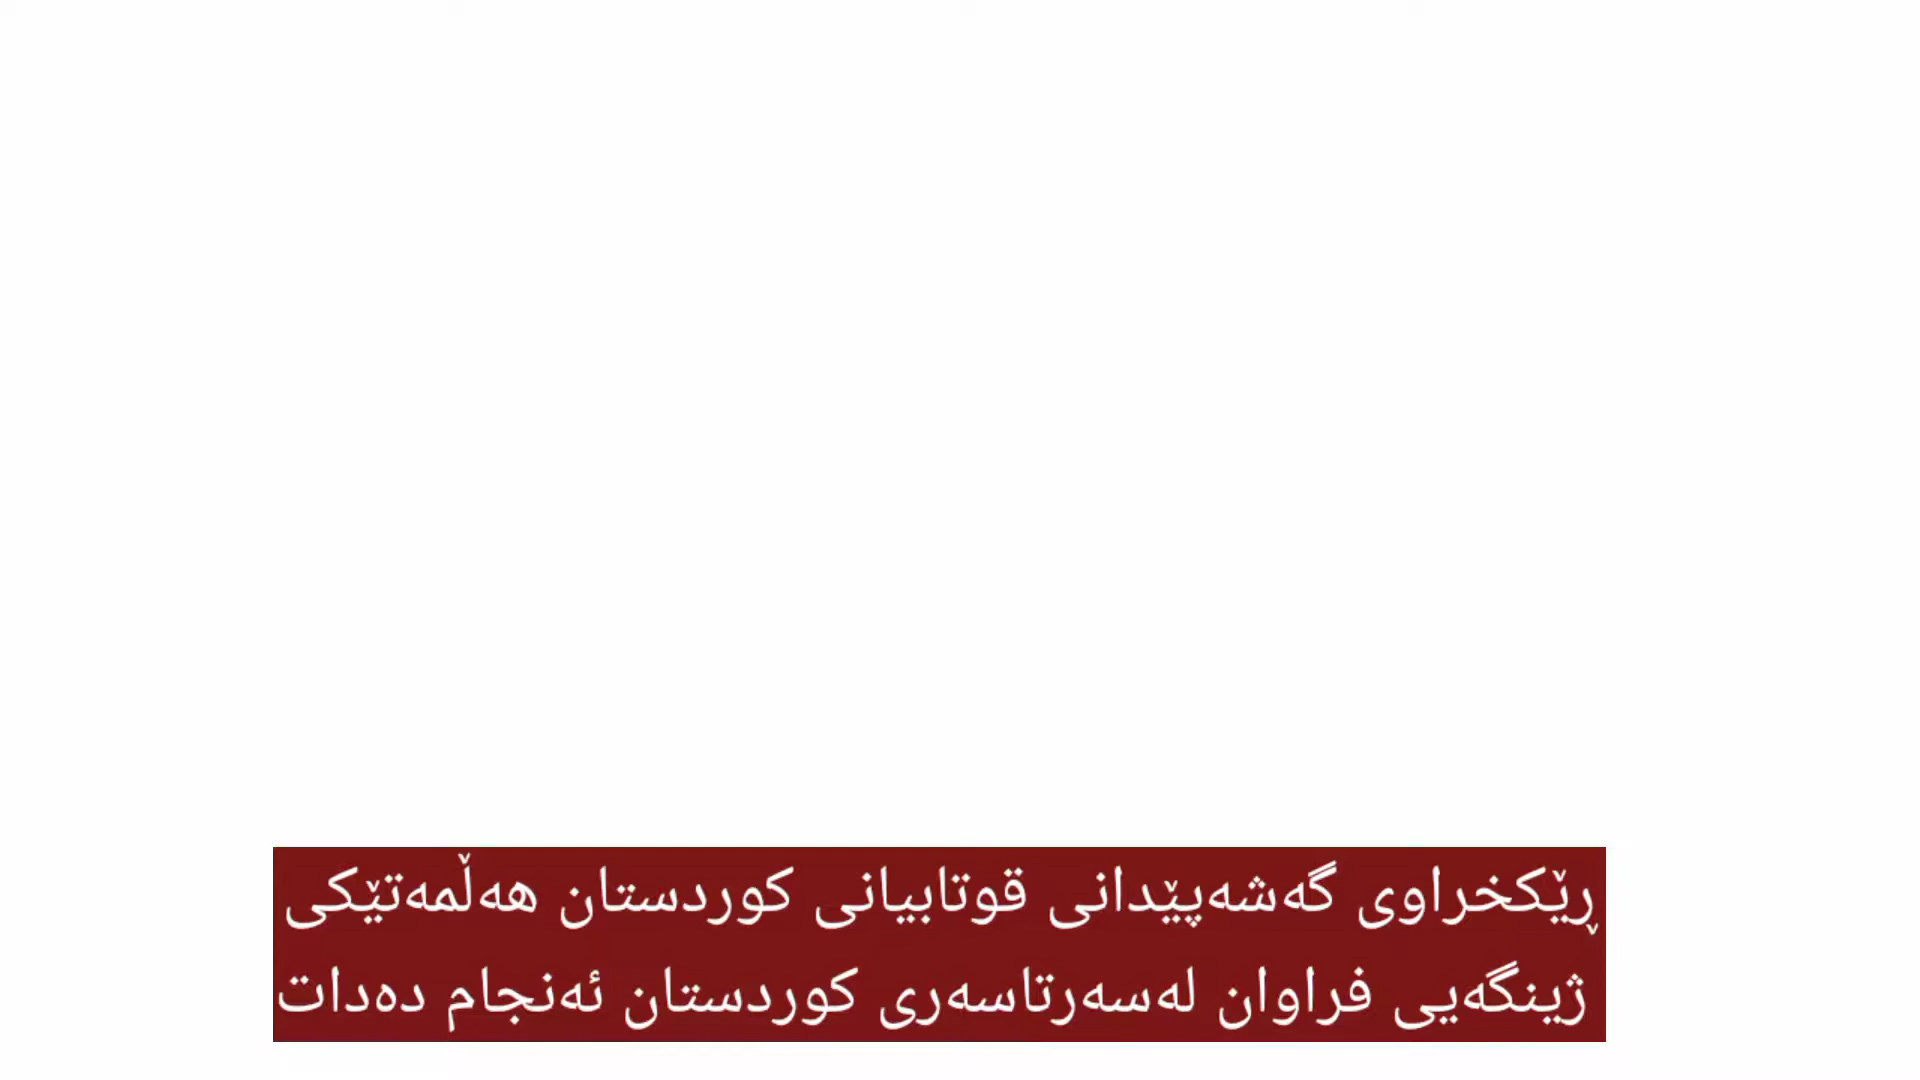 ڕێکخراوی گەشەپێدانی قوتابیانی کوردستان هەڵمەتێکی
ژینگەیی فراوان لەسەرتاسەری کوردستان ئەنجام دەدات